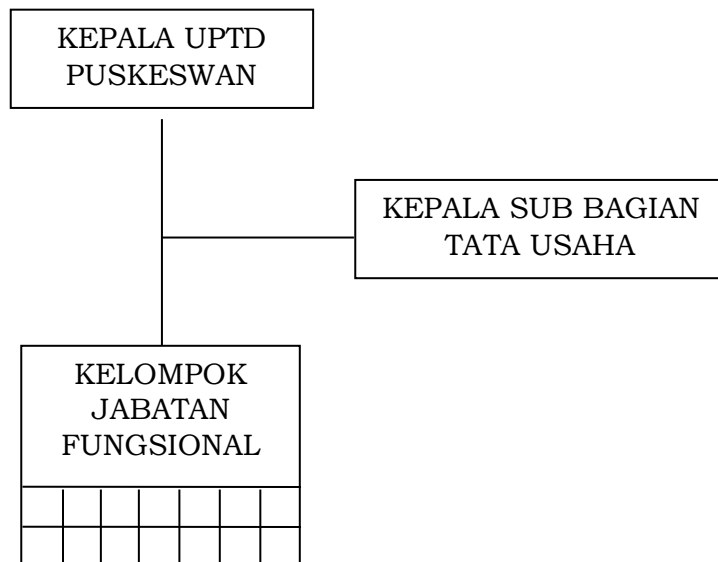 KEPALA UPTD
PUSKESWAN
KEPALA SUB BAGIAN
TATA USAHA
KELOMPOK
JABATAN
FUNGSIONAL